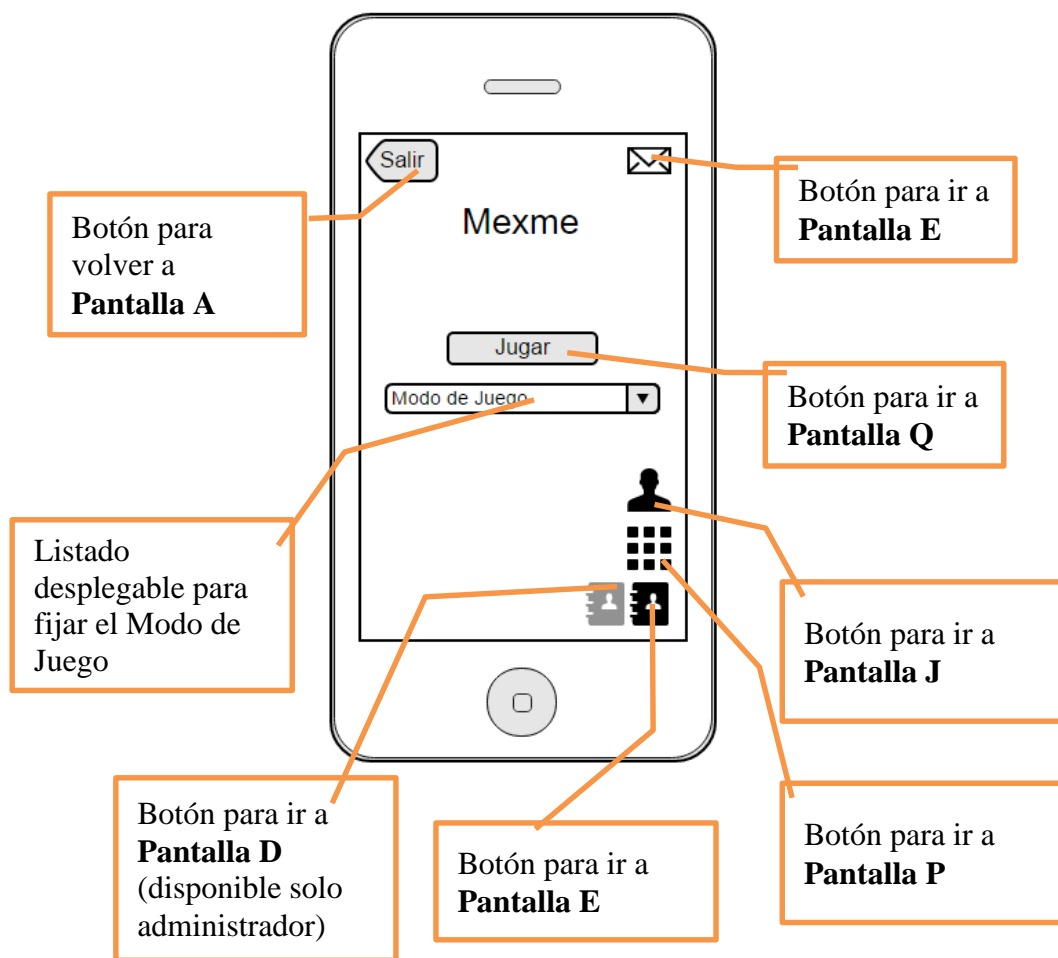 Salir
Mexme
Jugar
Modo de Juego
Botón para
volver a
Pantalla A
Botón para ir a
Pantalla E
Botón para ir a
Pantalla Q
Listado
desplegable para
fijar el Modo de
Juego
Botón para ir a
Pantalla J
Botón para ir a
Pantalla D
(disponible solo
administrador)
Botón para ir a
Pantalla E
Botón para ir a
Pantalla P